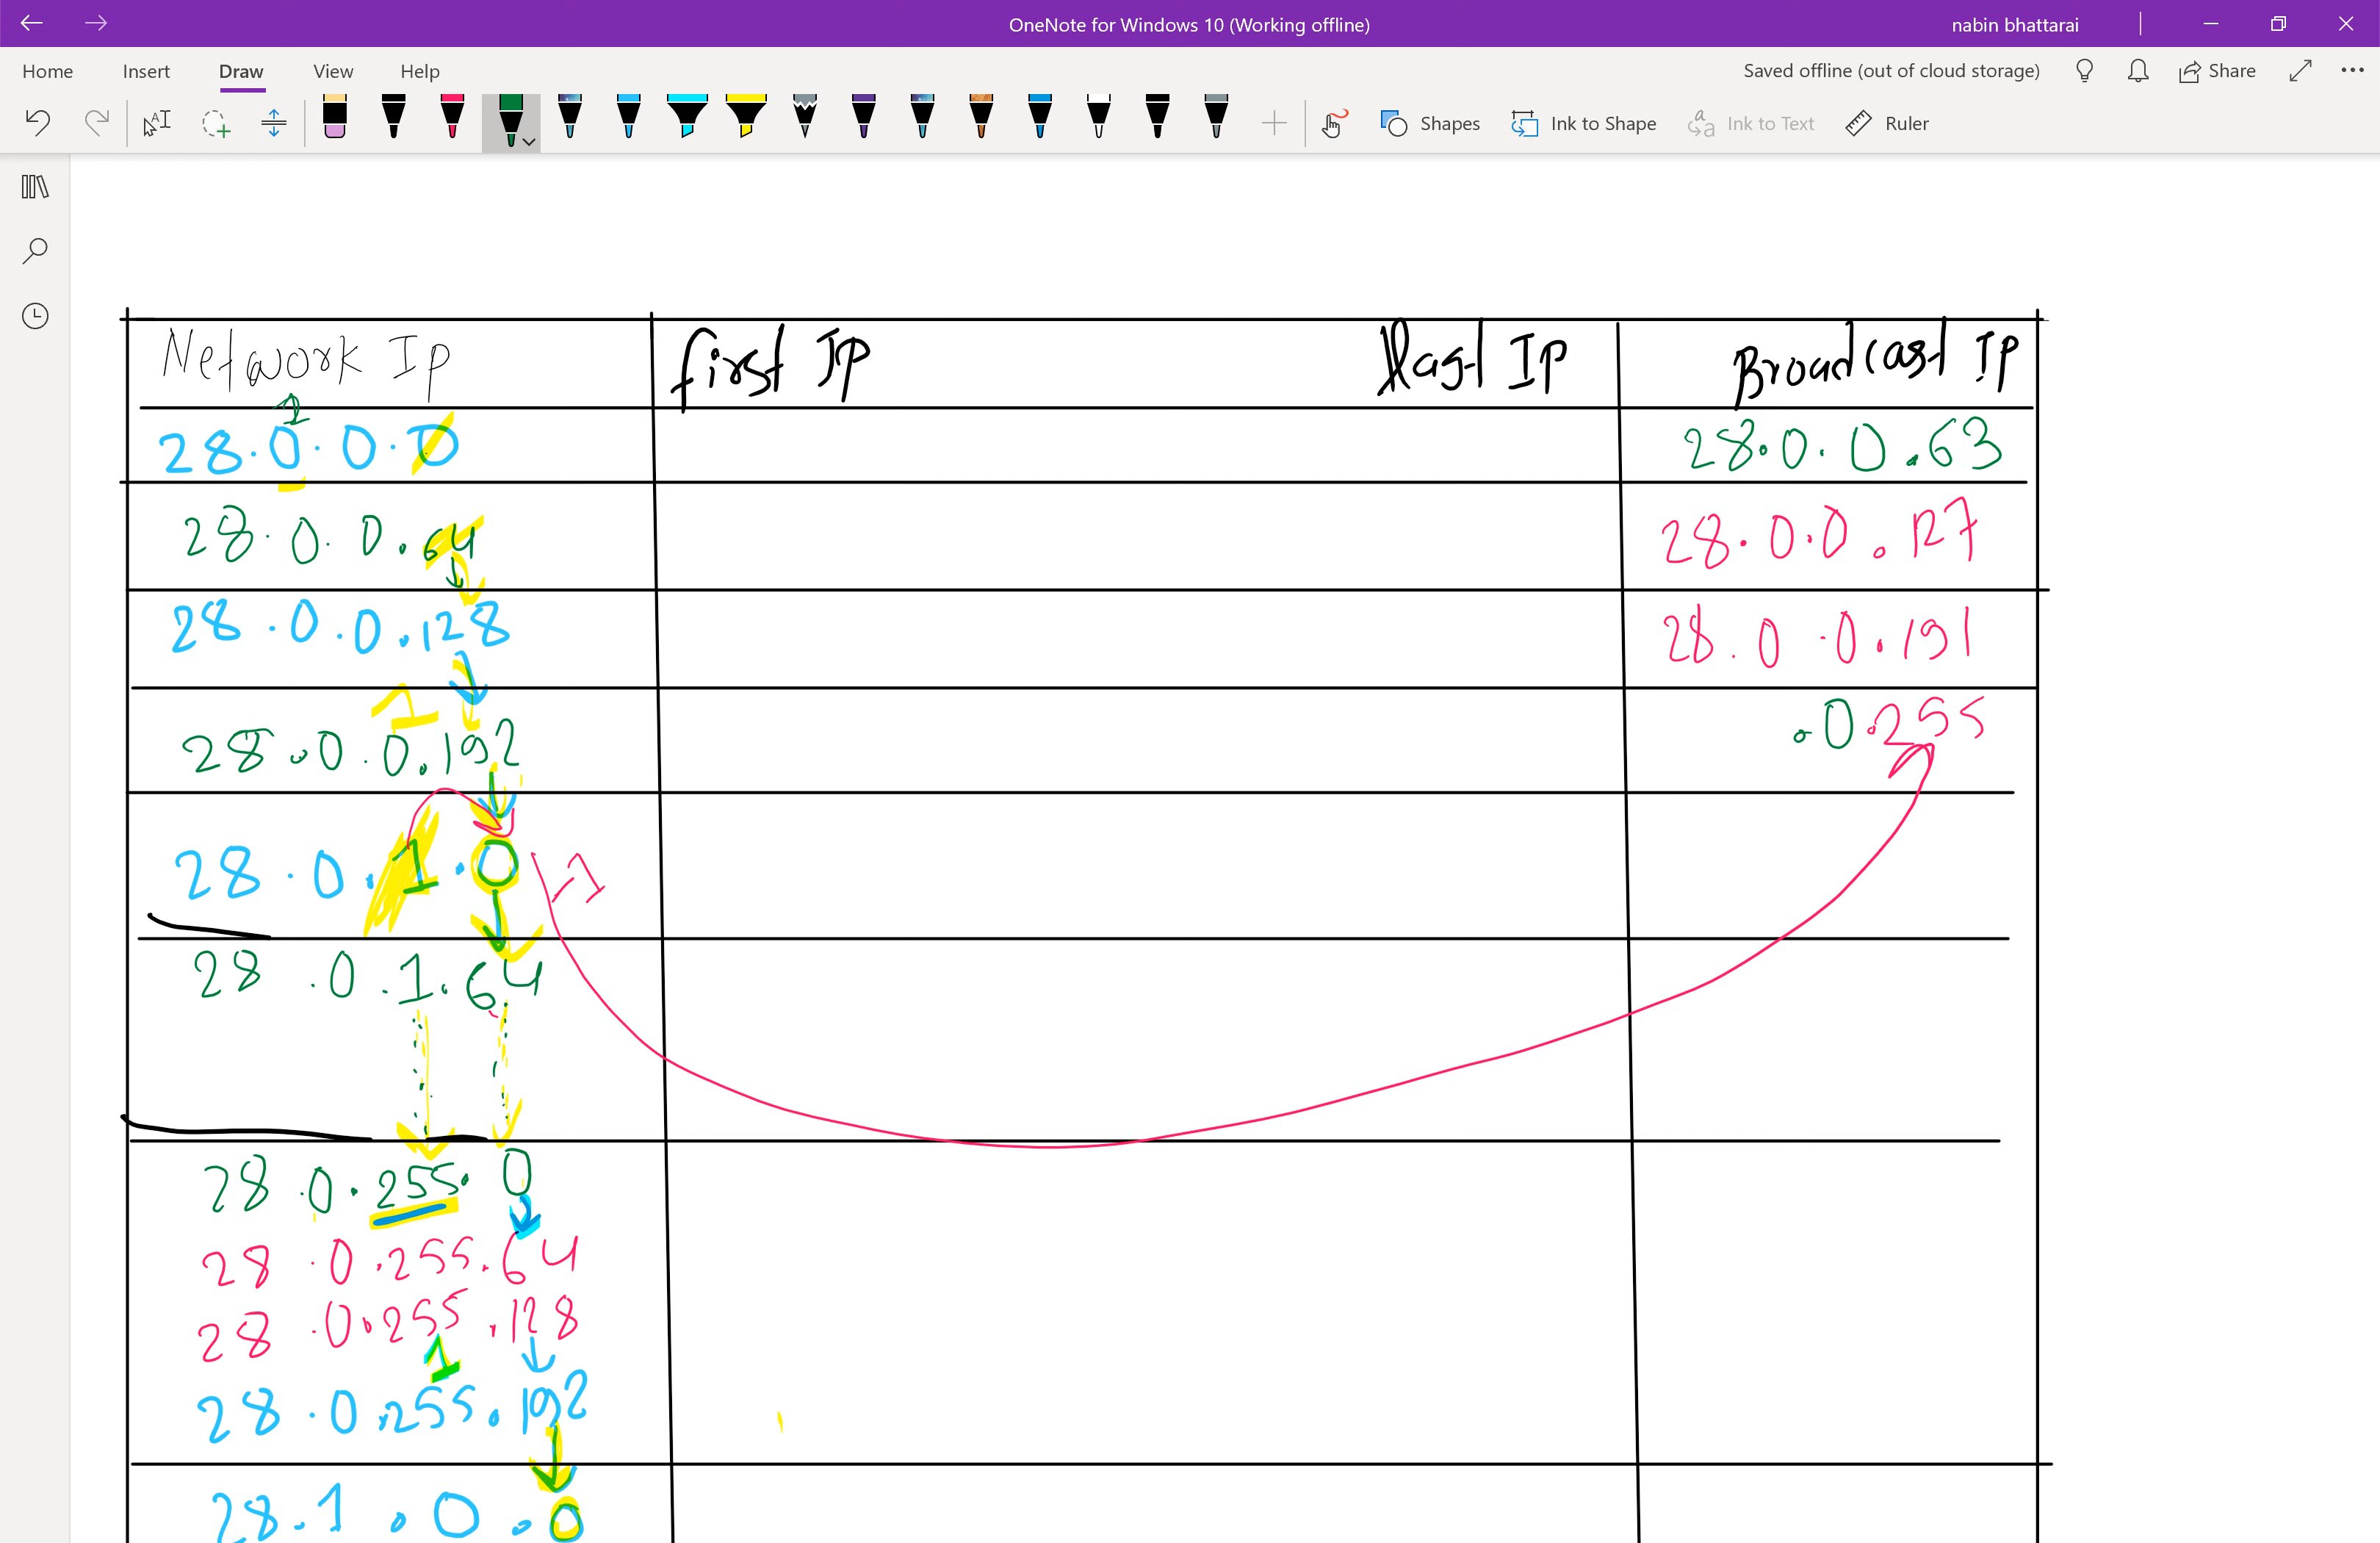 OneNote for Windows 10 (Working offline)
nabin bhattarai
Home Insert Draw View Help
Saved offline (out of cloud storage)
Share
Shapes
Ink to Shape
Ink to Text
Ruler
Network Ip first IP Last IP Broadcast IP
1
28.0.0.0 28.0.0.63
28.0.0.64 28.0.0.127
28.0.0.128 28.0.0.191
1
28.0.0.192 .0.255
28.0.1.0 -1
28.0.1.64
28.0.255.0
28.0.255.64
28.0.255.128
1
28.0.255.192
28.1.0.0